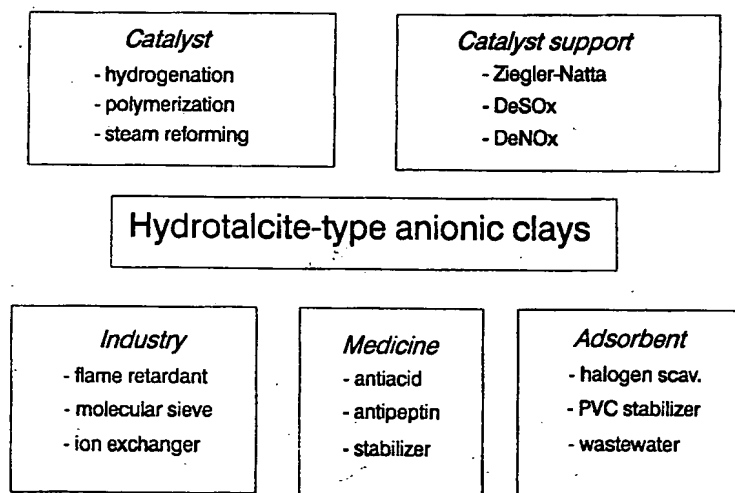 Catalyst
- hydrogenation
- polymerization
- steam reforming
Catalyst support
- Ziegler-Natta
- DeSOx
- DeNOx
Hydrotalcite-type anionic clays
Industry
- flame retardant
- molecular sieve
- ion exchanger
Medicine
- antiacid
- antipeptin
- stabilizer
Adsorbent
- halogen scav.
- PVC stabilizer
- wastewater